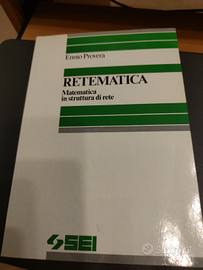 Ennio Provera
RETEMATICA
Matematica
in struttura di rete
SEI